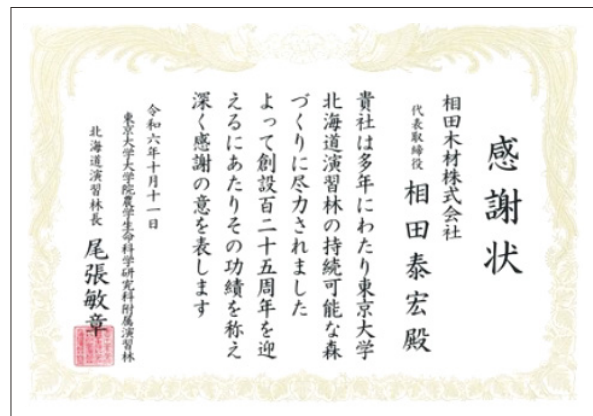 感謝状
相田木材株式会社
代表取締役 相田泰宏殿
貴社は多年にわたり東京大学
北海道演習林の持続可能な森
づくりに尽力されました
よって創設百二十五周年を迎
えるにあたりその功績を称え
深く感謝の意を表します
令和六年十月十一日
東京大学大学院農学生命科学研究科附属演習林
北海道演習林長 尾張敏章